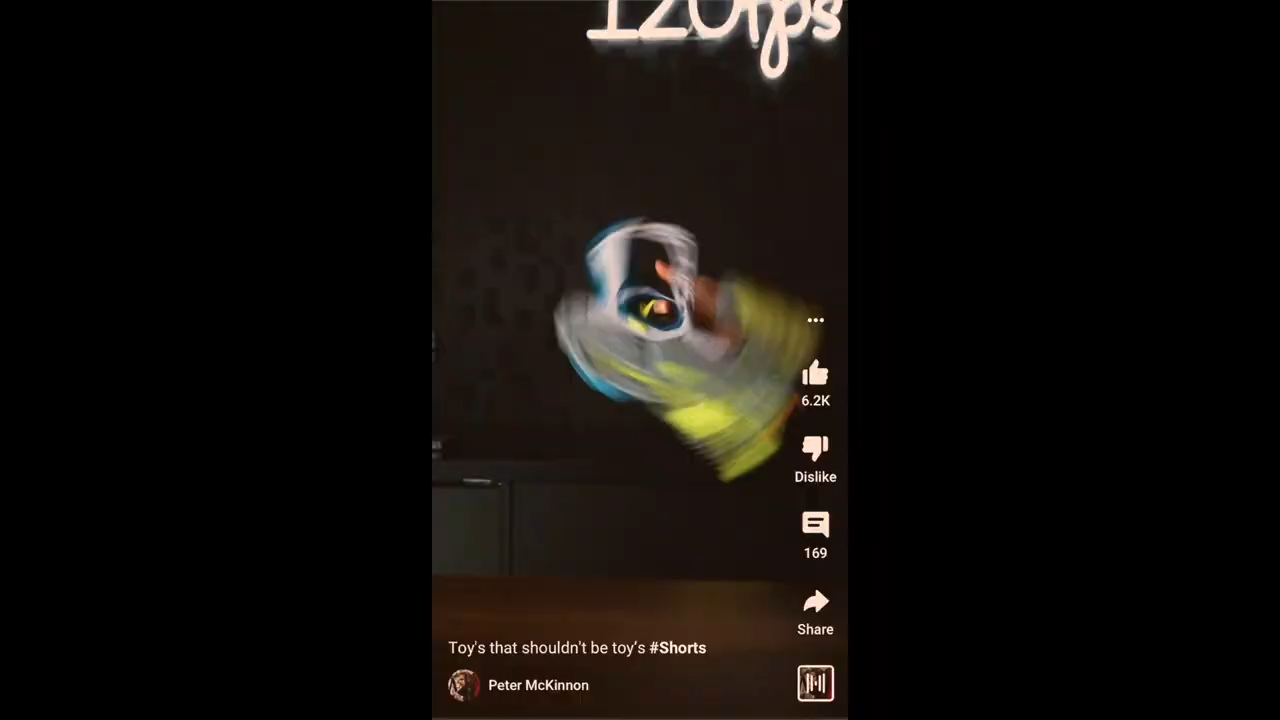 120fps
6.2K
Dislike
169
Share
Toy's that shouldn't be toy's #Shorts
Peter McKinnon